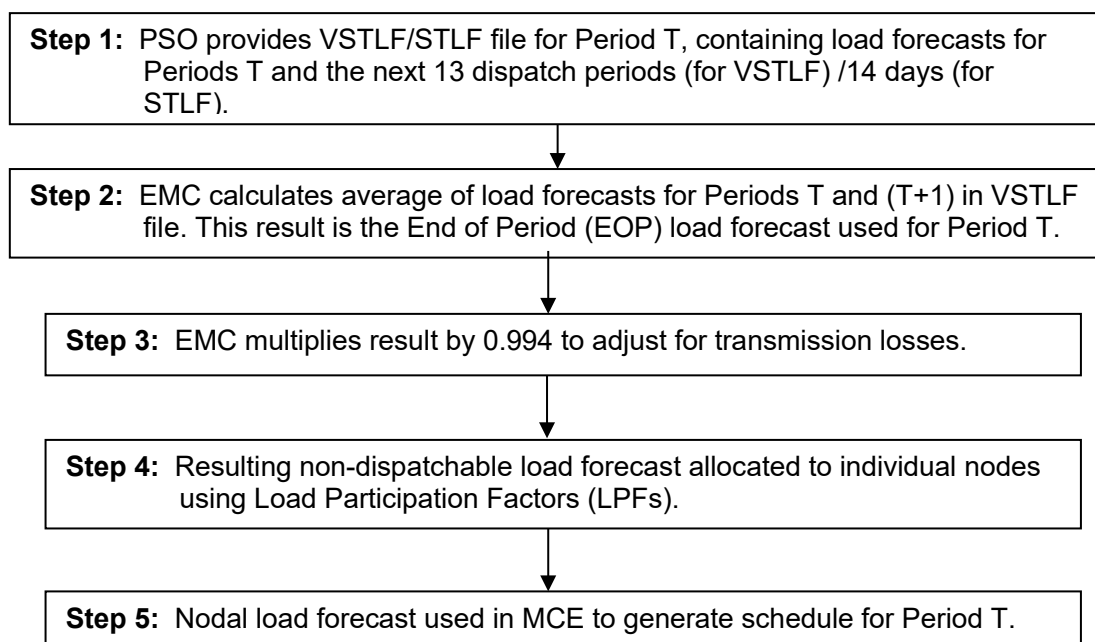 Step 1: PSO provides VSTLF/STLF file for Period T, containing load forecasts for
Periods T and the next 13 dispatch periods (for VSTLF) /14 days (for
STLF).
Step 2: EMC calculates average of load forecasts for Periods T and (T+1) in VSTLF
file. This result is the End of Period (EOP) load forecast used for Period T.
Step 3: EMC multiplies result by 0.994 to adjust for transmission losses.
Step 4: Resulting non-dispatchable load forecast allocated to individual nodes
using Load Participation Factors (LPFs).
Step 5: Nodal load forecast used in MCE to generate schedule for Period T.